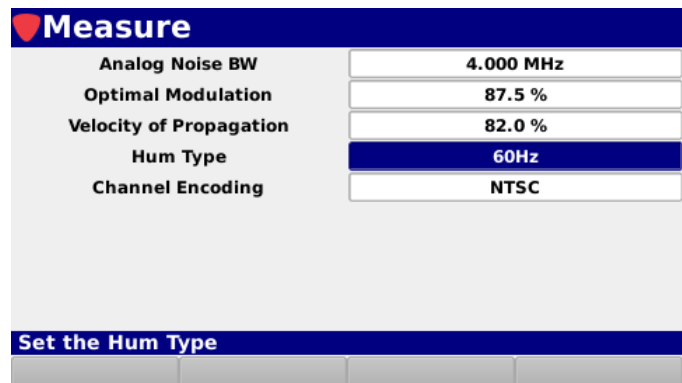 Measure
Analog Noise BW 4.000 MHz
Optimal Modulation 87.5 %
Velocity of Propagation 82.0 %
Hum Type 60Hz
Channel Encoding NTSC
Set the Hum Type